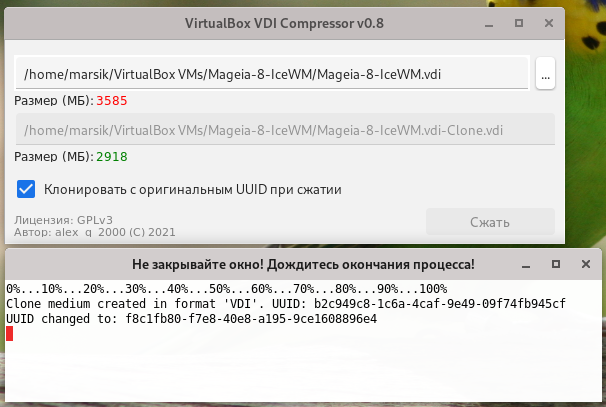 VirtualBox VDI Compressor v0.8
/home/marsik/VirtualBox VMs/Mageia-8-IceWM/Mageia-8-IceWM.vdi
...
Размер (МБ): 3585
/home/marsik/VirtualBox VMs/Mageia-8-IceWM/Mageia-8-IceWM.vdi-Clone.vdi
Размер (МБ): 2918
Клонировать с оригинальным UUID при сжатии
Лицензия: GPLv3
Автор: alex_q_2000 (C) 2021
Сжать
Не закрывайте окно! Дождитесь окончания процесса!
0%...10%...20%...30%...40%...50%...60%...70%...80%...90%...100%
Clone medium created in format 'VDI'. UUID: b2c949c8-1c6a-4caf-9e49-09f74fb945cf
UUID changed to: f8c1fb80-f7e8-40e8-a195-9ce1608896e4